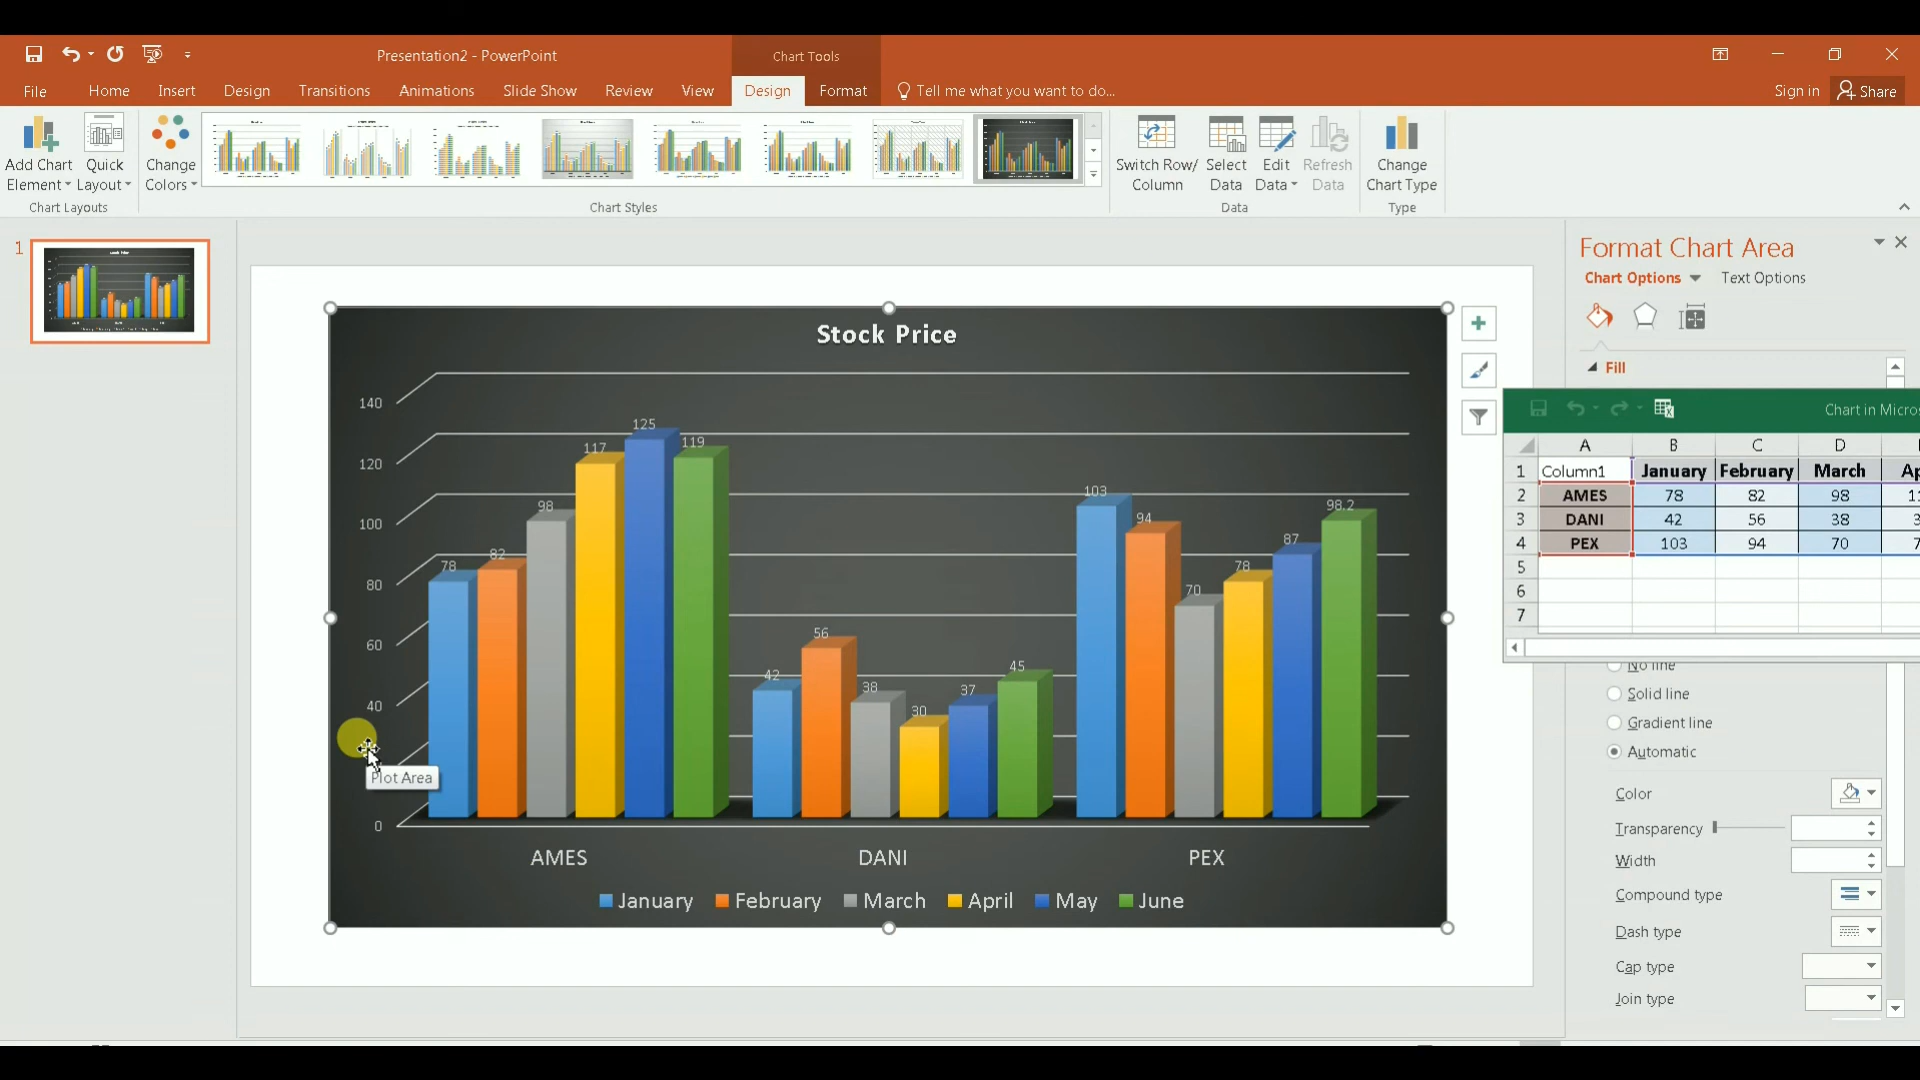 Presentation2 - PowerPoint
Chart Tools
File Home Insert Design Transitions Animations Slide Show Review View Design Format Tell me what you want to do... Sign in Share
Add Chart Element
Quick Layout
Change Colors
Switch Row/ Column
Select Data
Edit Data
Refresh Data
Change Chart Type
Chart Layouts
Chart Styles
Data
Type
1
Format Chart Area
Chart Options Text Options
Fill
Stock Price
140
120
100
80
60
40
0
78 82 98 117 125 119
42 56 38 30 37 45
103 94 70 78 87 98.2
Plot Area
AMES DANI PEX
January February March April May June
Chart in Micros
A B C D
1 Column1 January February March Ap
2 AMES 78 82 98 11
3 DANI 42 56 38 3
4 PEX 103 94 70 7
5
6
7
No line
Solid line
Gradient line
Automatic
Color
Transparency
Width
Compound type
Dash type
Cap type
Join type